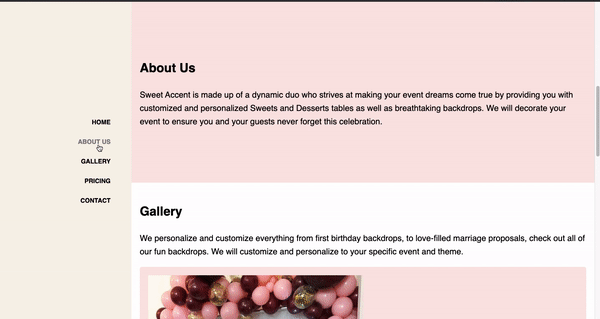 About Us
Sweet Accent is made up of a dynamic duo who strives at making your event dreams come true by providing you with
customized and personalized Sweets and Desserts tables as well as breathtaking backdrops. We will decorate your
event to ensure you and your guests never forget this celebration.
HOME
ABOUT US
GALLERY
PRICING
CONTACT
Gallery
We personalize and customize everything from first birthday backdrops, to love-filled marriage proposals, check out all of
our fun backdrops. We will customize and personalize to your specific event and theme.